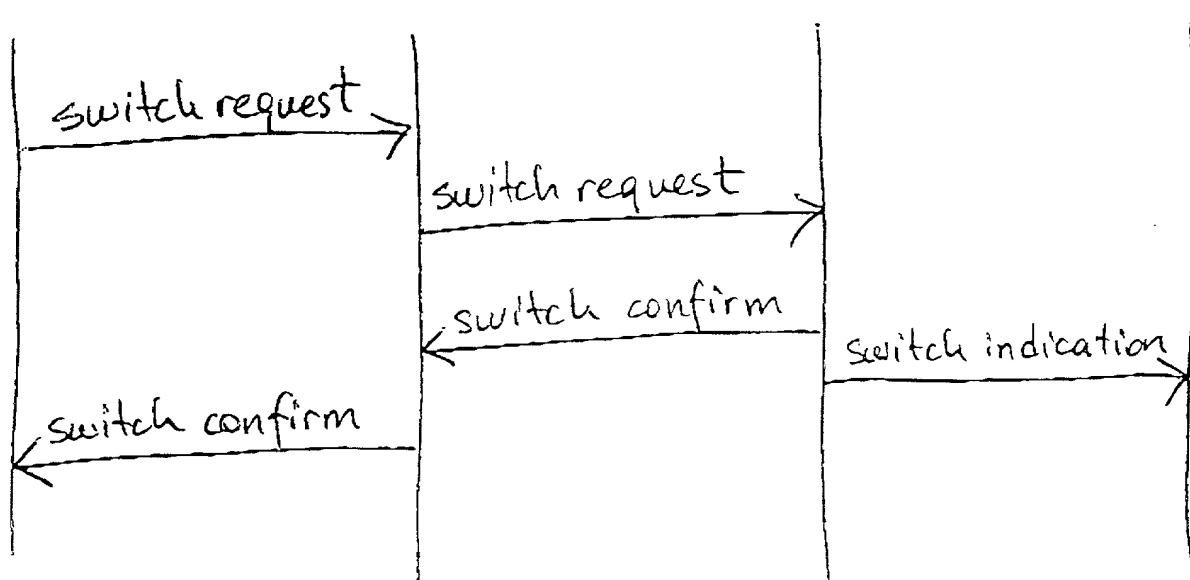 switch request
switch request
switch confirm
switch indication
switch confirm